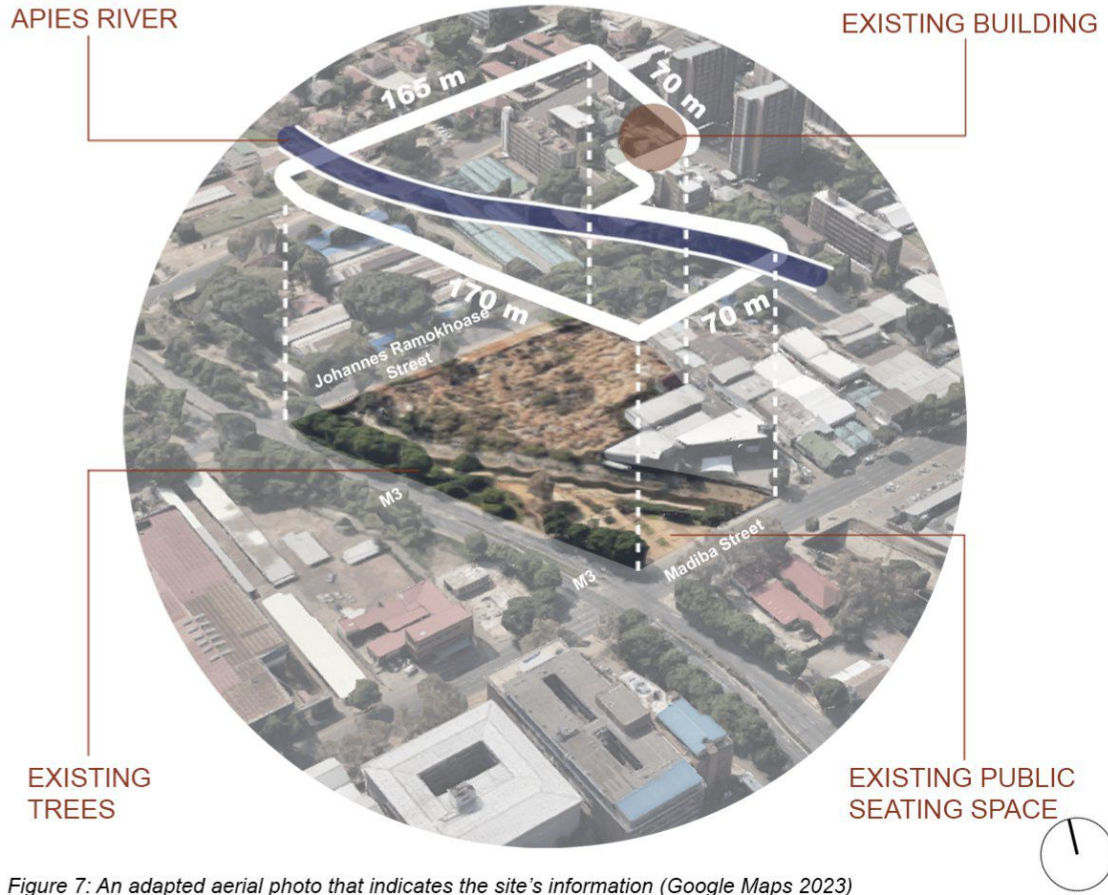 APIES RIVER
EXISTING BUILDING
165 m
70 m
170 m
70 m
Johannes Ramokhoase
Street
M3
M3
Madiba Street
EXISTING
TREES
EXISTING PUBLIC
SEATING SPACE
Figure 7: An adapted aerial photo that indicates the site's information (Google Maps 2023)